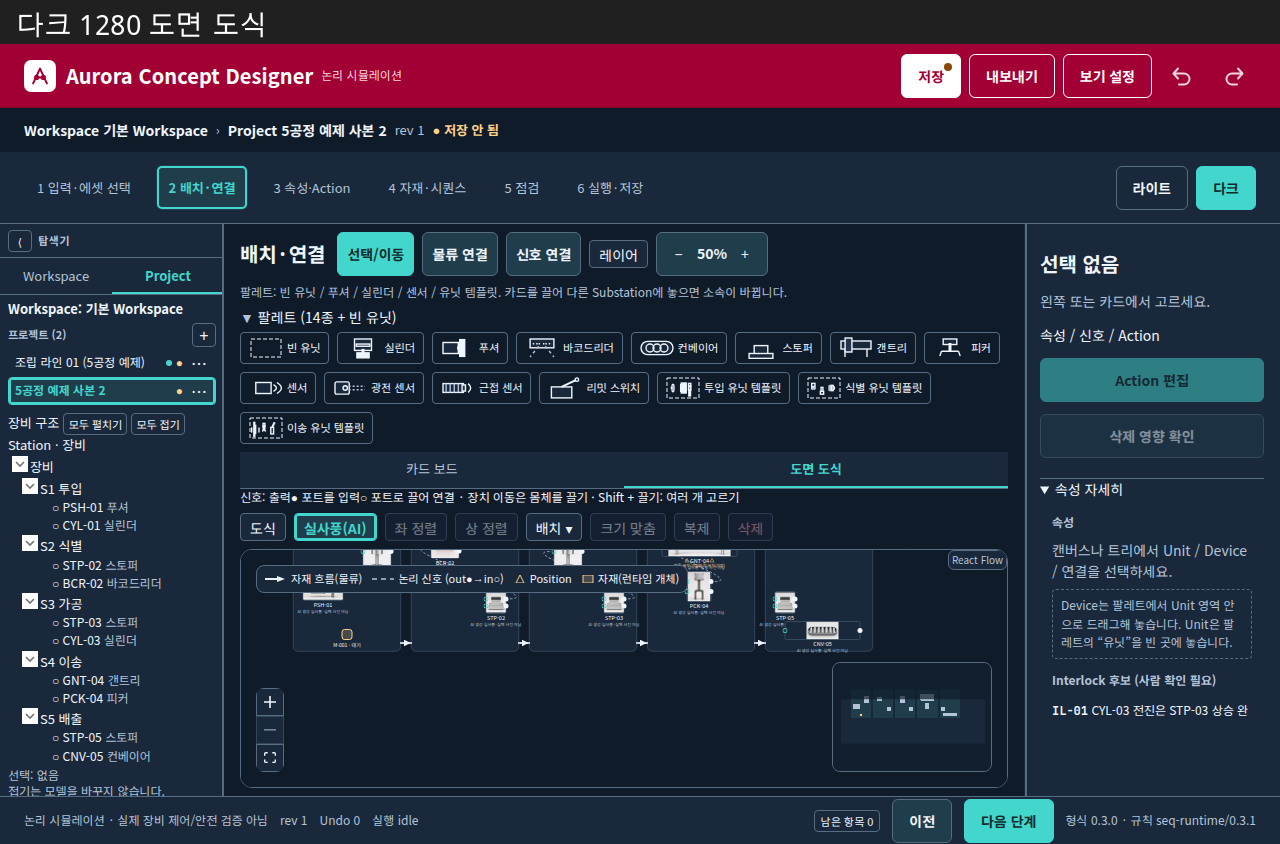 다크 1280 도면 도식
Aurora Concept Designer 논리 시뮬레이션
저장 내보내기 보기 설정
Workspace 기본 Workspace › Project 5공정 예제 사본 2 rev 1 ● 저장 안 됨
1 입력·에셋 선택 2 배치·연결 3 속성·Action 4 자재·시퀀스 5 점검 6 실행·저장 라이트 다크
탐색기
Workspace Project
Workspace: 기본 Workspace
프로젝트 (2) +
조립 라인 01 (5공정 예제) ● ● ···
5공정 예제 사본 2 ● ···
장비 구조 모두 펼치기 모두 접기
Station · 장비
장비
S1 투입
○ PSH-01 푸셔
○ CYL-01 실린더
S2 식별
○ STP-02 스토퍼
○ BCR-02 바코드리더
S3 가공
○ STP-03 스토퍼
○ CYL-03 실린더
S4 이송
○ GNT-04 갠트리
○ PCK-04 피커
S5 배출
○ STP-05 스토퍼
○ CNV-05 컨베이어
선택: 없음
접기는 모델을 바꾸지 않습니다.
배치·연결 선택/이동 물류 연결 신호 연결 레이어 − 50% +
팔레트: 빈 유닛 / 푸셔 / 실린더 / 센서 / 유닛 템플릿. 카드를 끌어 다른 Substation에 놓으면 소속이 바뀝니다.
▼ 팔레트 (14종 + 빈 유닛)
빈 유닛 실린더 푸셔 바코드리더 컨베이어 스토퍼 갠트리 피커
센서 광전 센서 근접 센서 리밋 스위치 투입 유닛 템플릿 식별 유닛 템플릿
이송 유닛 템플릿
카드 보드 도면 도식
신호: 출력● 포트를 입력○ 포트로 끌어 연결 · 장치 이동은 몸체를 끌기 · Shift + 끌기: 여러 개 고르기
도식 실사풍(AI) 좌 정렬 상 정렬 배치 ▾ 크기 맞춤 복제 삭제
BCR-02 GNT-04 React Flow
자재 흐름(물류) 논리 신호 (out●→in○) △ Position 자재(런타임 개체)
PSH-01 STP-02 STP-03 PCK-04 STP-05
M-001 · 대기 CNV-05
선택 없음
왼쪽 또는 카드에서 고르세요.
속성 / 신호 / Action
Action 편집
삭제 영향 확인
▼ 속성 자세히
속성
캔버스나 트리에서 Unit / Device
/ 연결을 선택하세요.
Device는 팔레트에서 Unit 영역 안
으로 드래그해 놓습니다. Unit은 팔
레트의 “유닛”을 빈 곳에 놓습니다.
Interlock 후보 (사람 확인 필요)
IL-01 CYL-03 전진은 STP-03 상승 완
논리 시뮬레이션 · 실제 장비 제어/안전 검증 아님 rev 1 Undo 0 실행 idle 남은 항목 0 이전 다음 단계 형식 0.3.0 · 규칙 seq-runtime/0.3.1